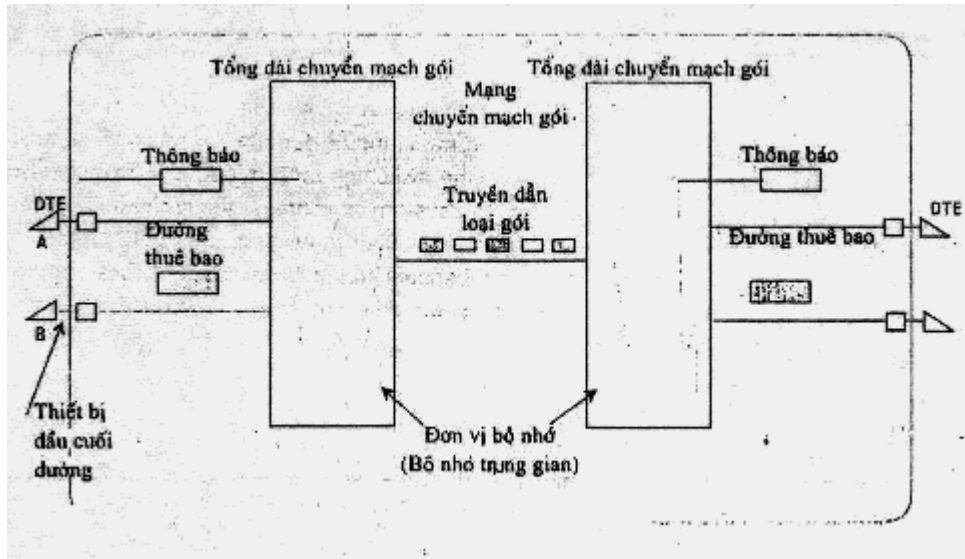 Tổng đài chuyển mạch gói
Tổng đài chuyển mạch gói
Mạng
chuyển mạch gói
Thông báo
Thông báo
Truyền dẫn
loại gói
DTE
A
Đường
thuê bao
DTE
Đường thuê bao
B
Thiết bị
đầu cuối
đường
Đơn vị bộ nhớ
(Bộ nhớ trung gian)